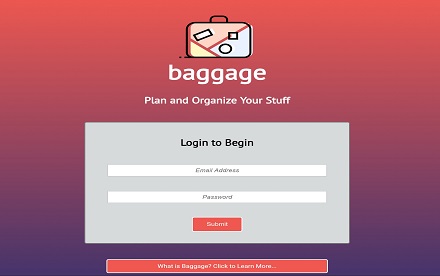 baggage
Plan and Organize Your Stuff
Login to Begin
Email Address
Password
Submit
What is Baggage? Click to Learn More...